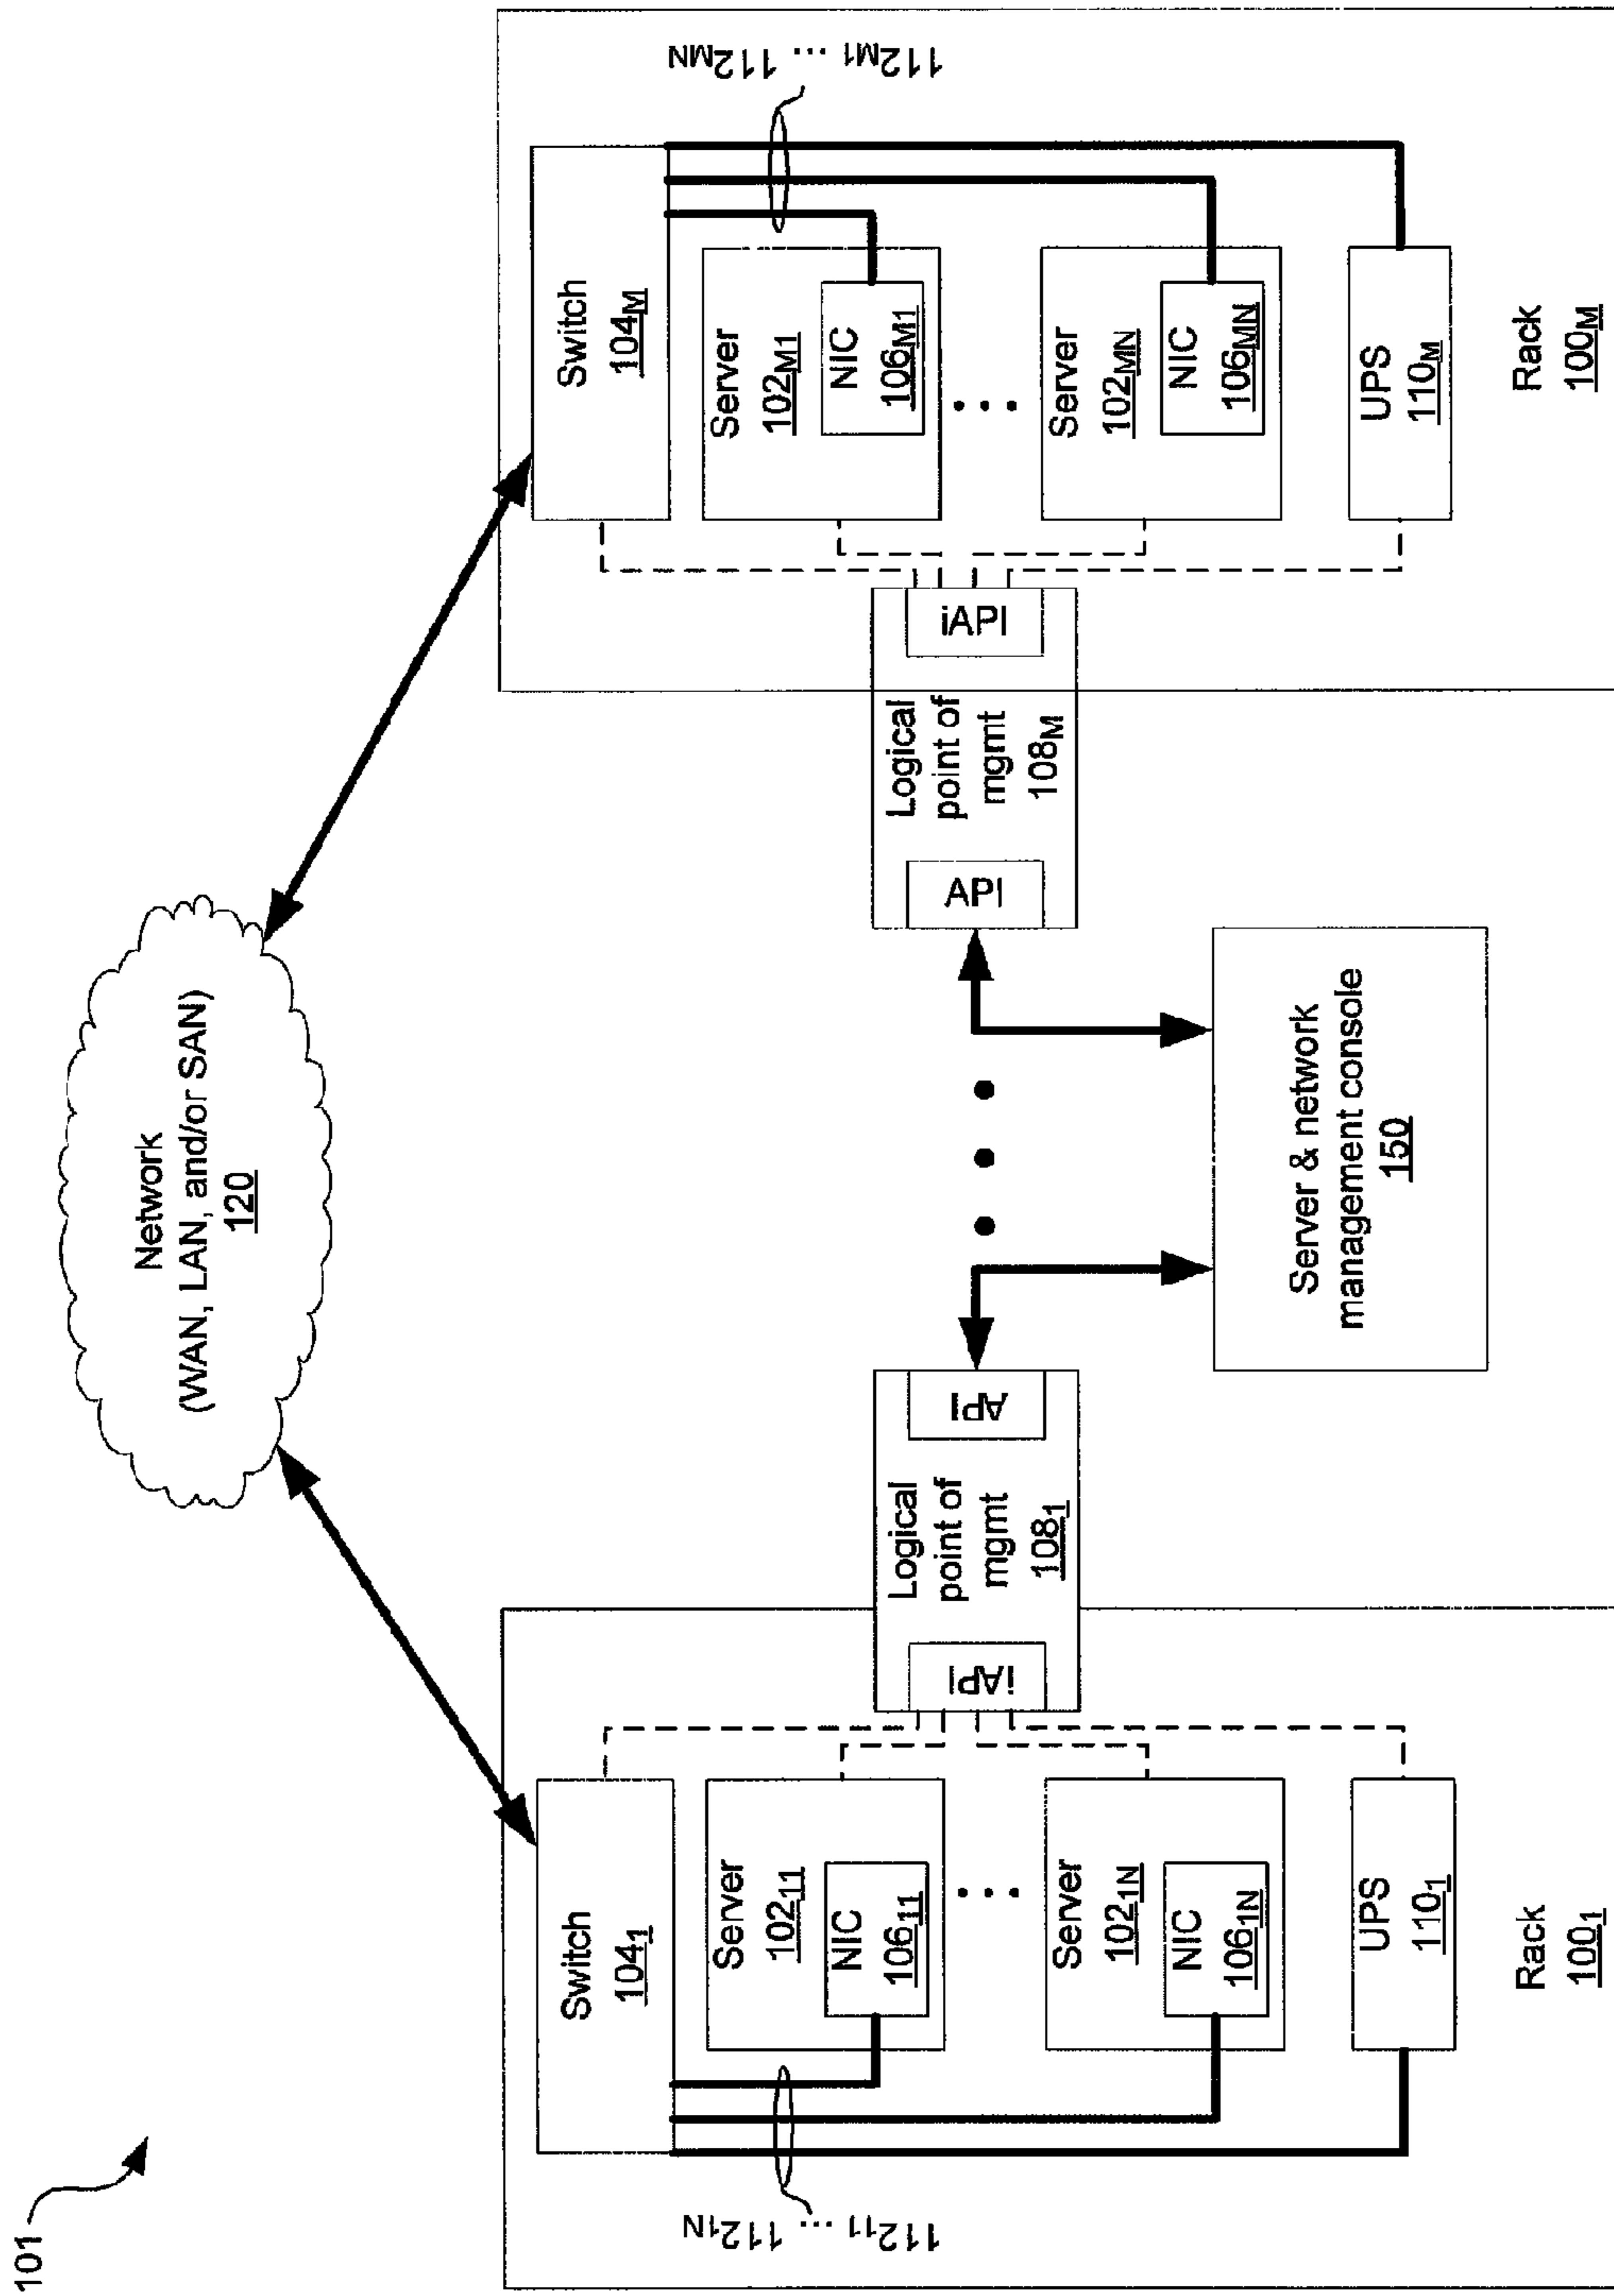 101
Network
(WAN, LAN, and/or SAN)
120
Switch
104₁
112₁₁ ... 112₁N
Server
102₁₁
NIC
106₁₁
...
Server
102₁N
NIC
106₁N
UPS
110₁
Rack
100₁
iAPI
Logical
point of
mgmt
108₁
API
Server & network
management console
150
API
Logical
point of
mgmt
108M
iAPI
Switch
104M
112M1 ... 112MN
Server
102M1
NIC
106M1
...
Server
102MN
NIC
106MN
UPS
110M
Rack
100M